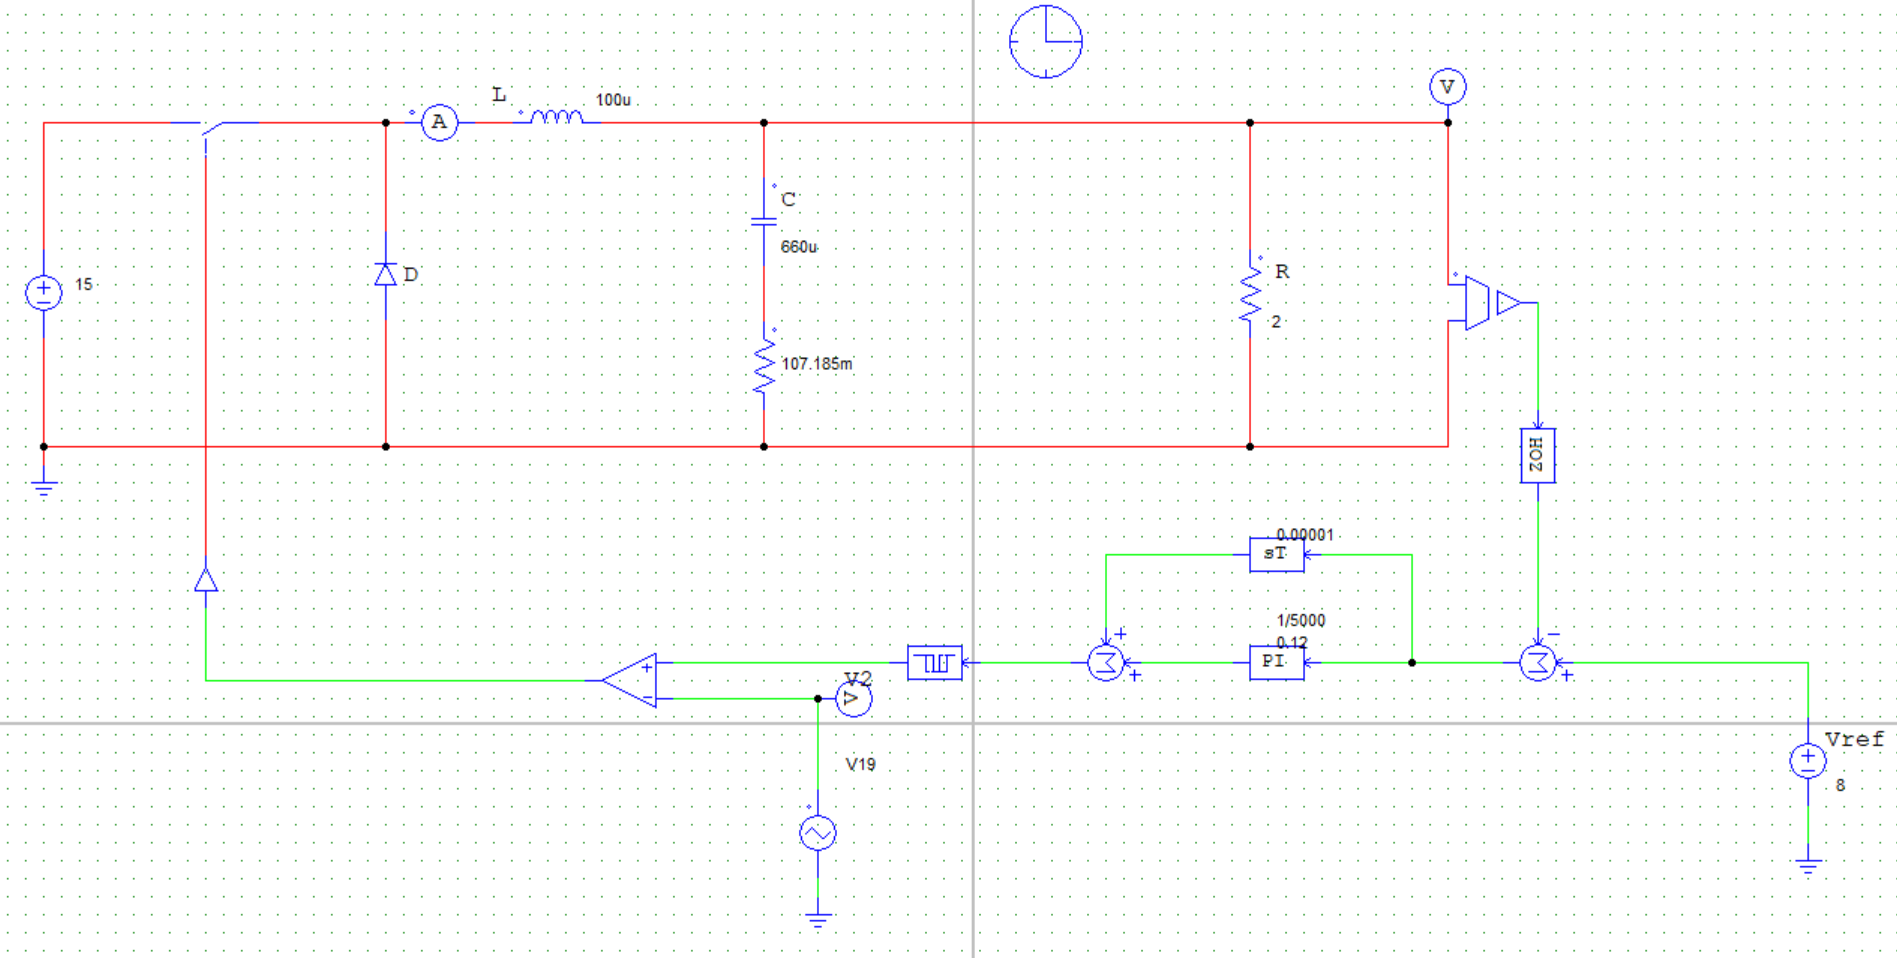 V
L
100u
A
C
660u
15
D
R
2
107.185m
ZOH
0.00001
sT
1/5000
0.12
PI
Σ
+
+
Σ
−
+
+
−
V2
V
V19
Vref
8
+
−
+
−